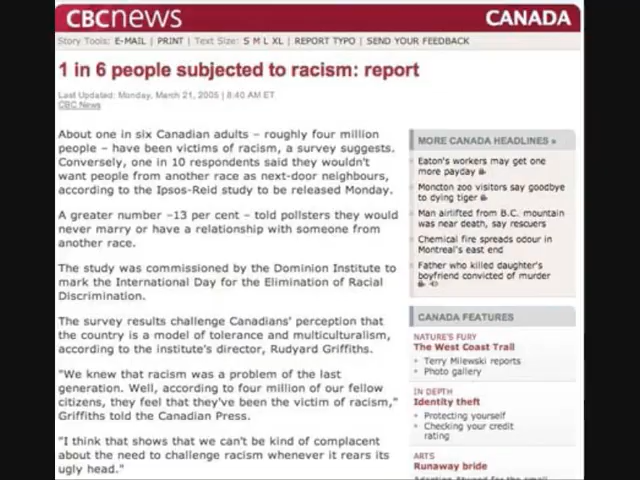 CBCnews
CANADA
Story Tools: E-MAIL | PRINT | Text Size: S M L XL | REPORT TYPO | SEND YOUR FEEDBACK
1 in 6 people subjected to racism: report
Last Updated: Monday, March 21, 2005 | 8:40 AM ET
CBC News
About one in six Canadian adults – roughly four million
people – have been victims of racism, a survey suggests.
Conversely, one in 10 respondents said they wouldn't
want people from another race as next-door neighbours,
according to the Ipsos-Reid study to be released Monday.
A greater number –13 per cent – told pollsters they would
never marry or have a relationship with someone from
another race.
The study was commissioned by the Dominion Institute to
mark the International Day for the Elimination of Racial
Discrimination.
The survey results challenge Canadians' perception that
the country is a model of tolerance and multiculturalism,
according to the institute's director, Rudyard Griffiths.
"We knew that racism was a problem of the last
generation. Well, according to four million of our fellow
citizens, they feel that they've been the victim of racism,"
Griffiths told the Canadian Press.
"I think that shows that we can't be kind of complacent
about the need to challenge racism whenever it rears its
ugly head."
MORE CANADA HEADLINES »
Eaton's workers may get one
more payday
Moncton zoo visitors say goodbye
to dying tiger
Man airlifted from B.C. mountain
was near death, say rescuers
Chemical fire spreads odour in
Montreal's east end
Father who killed daughter's
boyfriend convicted of murder
CANADA FEATURES
NATURE'S FURY
The West Coast Trail
Terry Milewski reports
Photo gallery
IN DEPTH
Identity theft
Protecting yourself
Checking your credit
rating
ARTS
Runaway bride